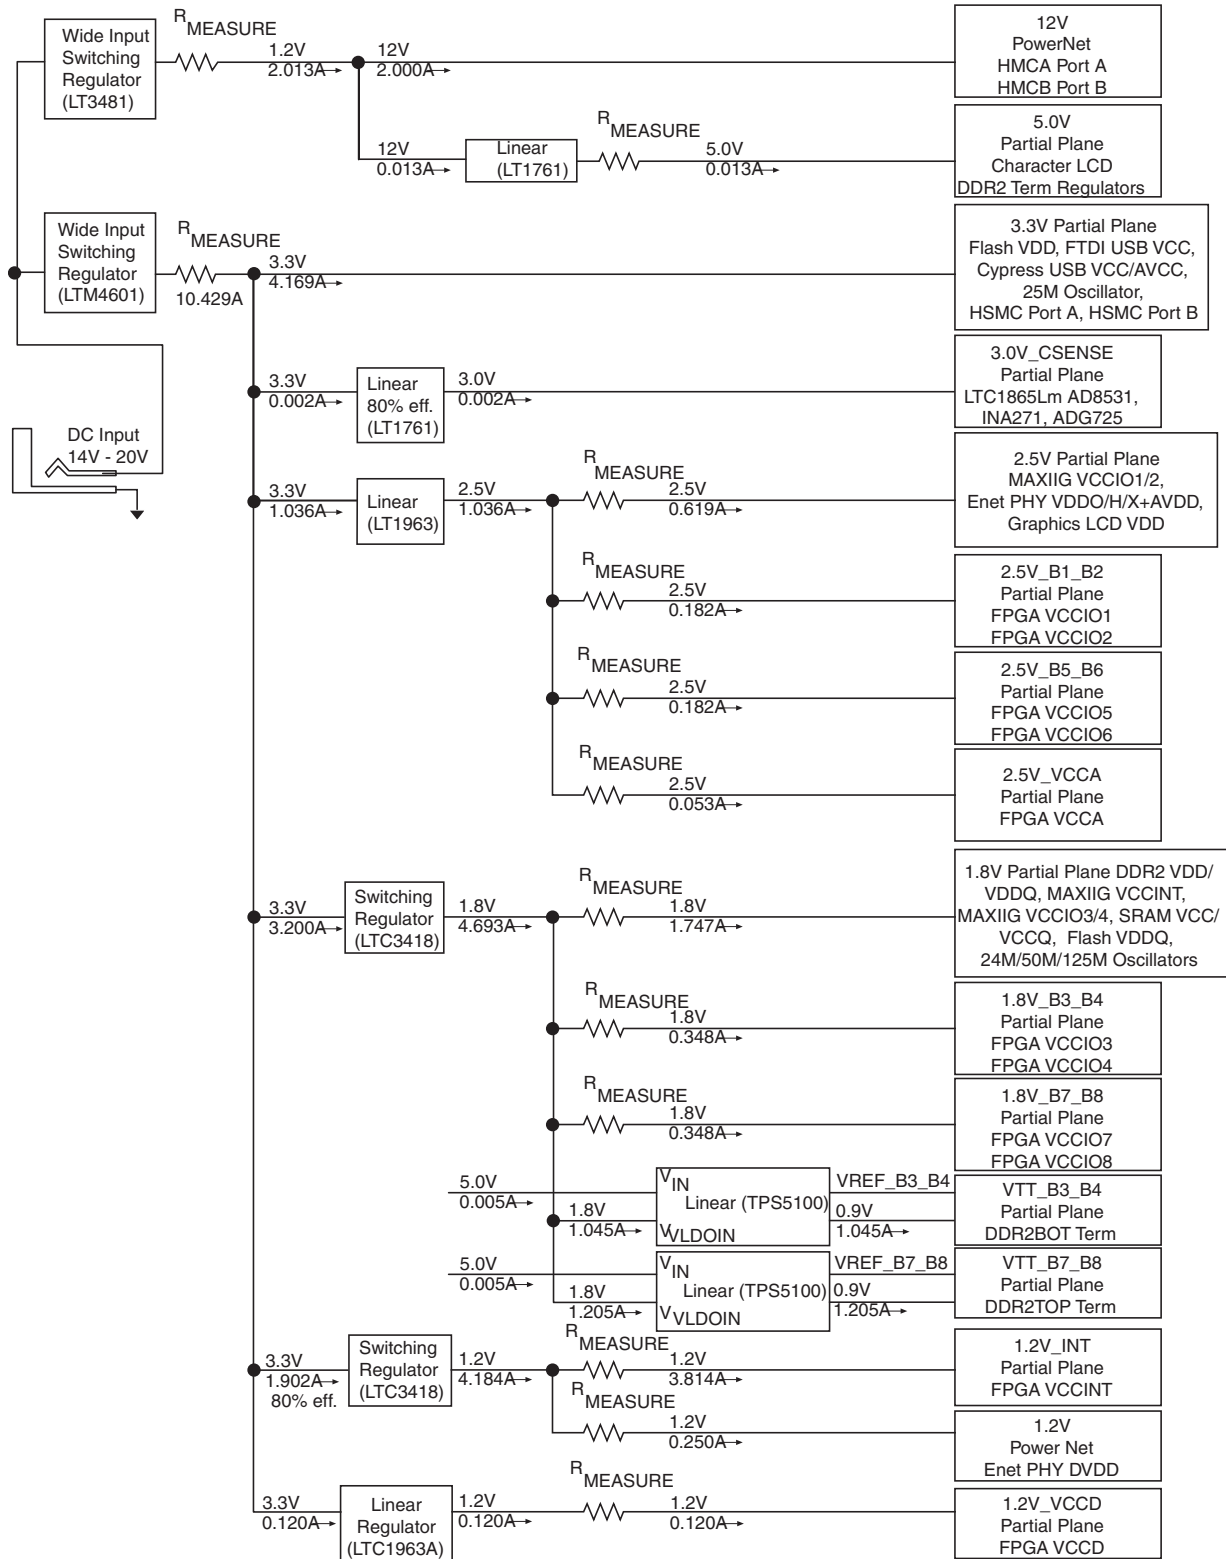 Wide Input
Switching
Regulator
(LT3481)
R
MEASURE
1.2V
2.013A
12V
2.000A
12V
PowerNet
HMCA Port A
HMCB Port B
12V
0.013A
Linear
(LT1761)
R
MEASURE
5.0V
0.013A
5.0V
Partial Plane
Character LCD
DDR2 Term Regulators
Wide Input
Switching
Regulator
(LTM4601)
R
MEASURE
10.429A
3.3V
4.169A
3.3V Partial Plane
Flash VDD, FTDI USB VCC,
Cypress USB VCC/AVCC,
25M Oscillator,
HSMC Port A, HSMC Port B
3.3V
0.002A
Linear
80% eff.
(LT1761)
3.0V
0.002A
3.0V_CSENSE
Partial Plane
LTC1865Lm AD8531,
INA271, ADG725
DC Input
14V - 20V
3.3V
1.036A
Linear
(LT1963)
2.5V
1.036A
R
MEASURE
2.5V
0.619A
2.5V Partial Plane
MAXIIG VCCIO1/2,
Enet PHY VDDO/H/X+AVDD,
Graphics LCD VDD
R
MEASURE
2.5V
0.182A
2.5V_B1_B2
Partial Plane
FPGA VCCIO1
FPGA VCCIO2
R
MEASURE
2.5V
0.182A
2.5V_B5_B6
Partial Plane
FPGA VCCIO5
FPGA VCCIO6
R
MEASURE
2.5V
0.053A
2.5V_VCCA
Partial Plane
FPGA VCCA
3.3V
3.200A
Switching
Regulator
(LTC3418)
1.8V
4.693A
R
MEASURE
1.8V
1.747A
1.8V Partial Plane DDR2 VDD/
VDDQ, MAXIIG VCCINT,
MAXIIG VCCIO3/4, SRAM VCC/
VCCQ, Flash VDDQ,
24M/50M/125M Oscillators
R
MEASURE
1.8V
0.348A
1.8V_B3_B4
Partial Plane
FPGA VCCIO3
FPGA VCCIO4
R
MEASURE
1.8V
0.348A
1.8V_B7_B8
Partial Plane
FPGA VCCIO7
FPGA VCCIO8
5.0V
0.005A
1.8V
1.045A
VIN
Linear (TPS5100)
VVLDOIN
VREF_B3_B4
0.9V
1.045A
VTT_B3_B4
Partial Plane
DDR2BOT Term
5.0V
0.005A
1.8V
1.205A
VIN
Linear (TPS5100)
VVLDOIN
VREF_B7_B8
0.9V
1.205A
VTT_B7_B8
Partial Plane
DDR2TOP Term
3.3V
1.902A
80% eff.
Switching
Regulator
(LTC3418)
1.2V
4.184A
R
MEASURE
1.2V
3.814A
1.2V_INT
Partial Plane
FPGA VCCINT
R
MEASURE
1.2V
0.250A
1.2V
Power Net
Enet PHY DVDD
3.3V
0.120A
Linear
Regulator
(LTC1963A)
1.2V
0.120A
R
MEASURE
1.2V
0.120A
1.2V_VCCD
Partial Plane
FPGA VCCD